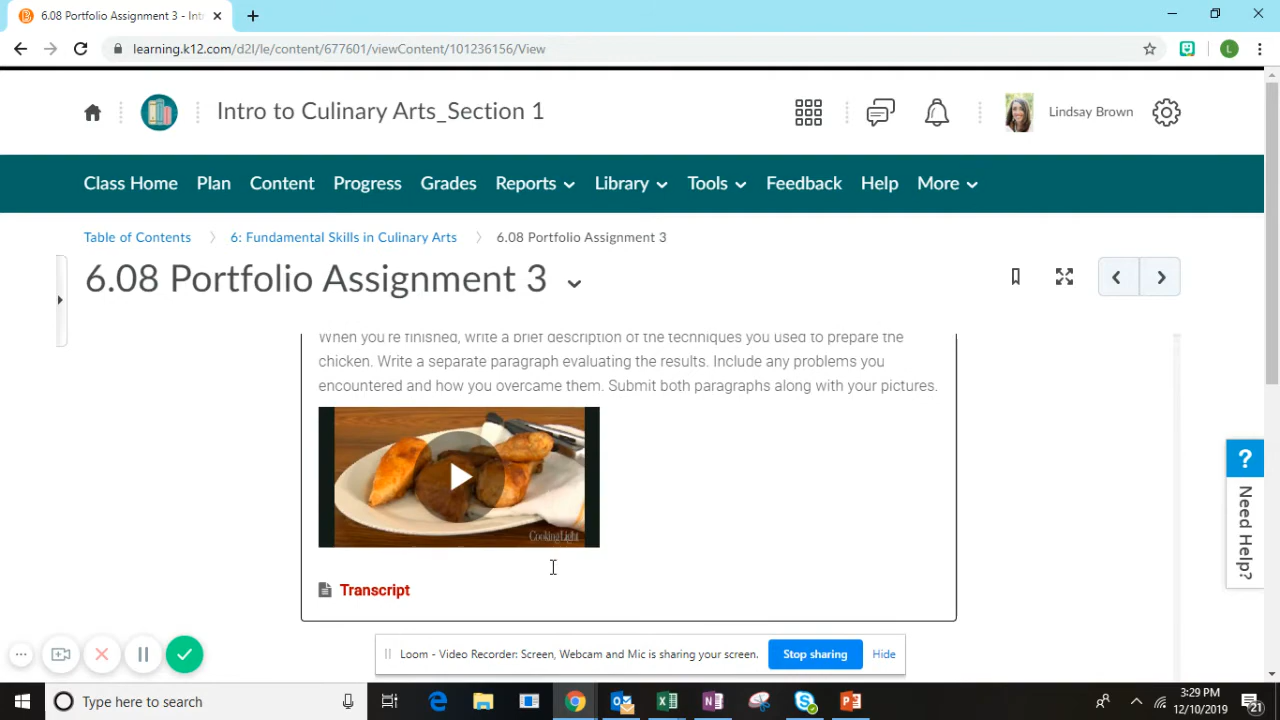 6.08 Portfolio Assignment 3 - Intr
learning.k12.com/d2l/le/content/677601/viewContent/101236156/View
L
Intro to Culinary Arts_Section 1
Lindsay Brown
Class Home Plan Content Progress Grades Reports Library Tools Feedback Help More
Table of Contents 6: Fundamental Skills in Culinary Arts 6.08 Portfolio Assignment 3
6.08 Portfolio Assignment 3
When you're finished, write a brief description of the techniques you used to prepare the
chicken. Write a separate paragraph evaluating the results. Include any problems you
encountered and how you overcame them. Submit both paragraphs along with your pictures.
CookingLight
Transcript
? Need Help?
Loom - Video Recorder: Screen, Webcam and Mic is sharing your screen. Stop sharing Hide
Type here to search
3:29 PM
12/10/2019
21